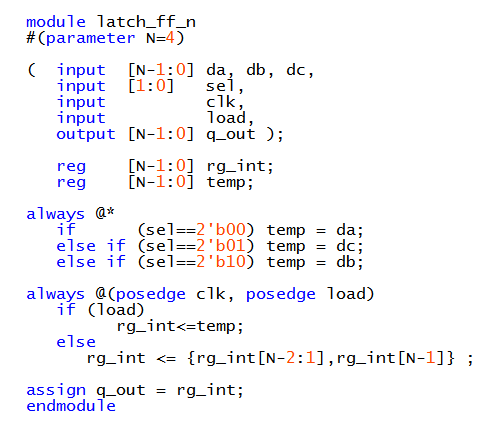 module latch_ff_n
#(parameter N=4)
( input [N-1:0] da, db, dc,
input [1:0] sel,
input clk,
input load,
output [N-1:0] q_out );
reg [N-1:0] rg_int;
reg [N-1:0] temp;
always @*
if (sel==2'b00) temp = da;
else if (sel==2'b01) temp = dc;
else if (sel==2'b10) temp = db;
always @(posedge clk, posedge load)
if (load)
rg_int<=temp;
else
rg_int <= {rg_int[N-2:1],rg_int[N-1]} ;
assign q_out = rg_int;
endmodule